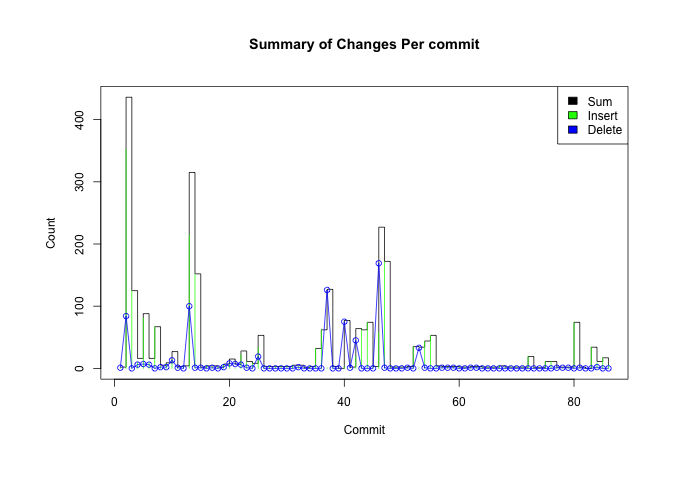 Summary of Changes Per commit
Sum
Insert
Delete
Count
400
300
200
100
0
0 20 40 60 80
Commit